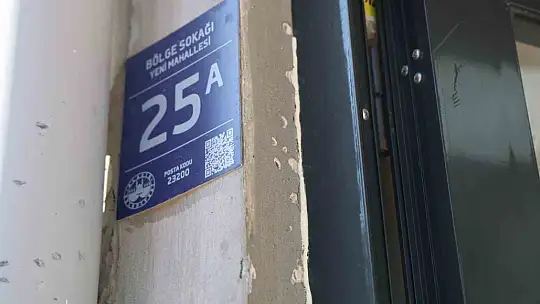 BÖLGE SOKAĞI
YENİ MAHALLESİ
25A
POSTA KODU
23200